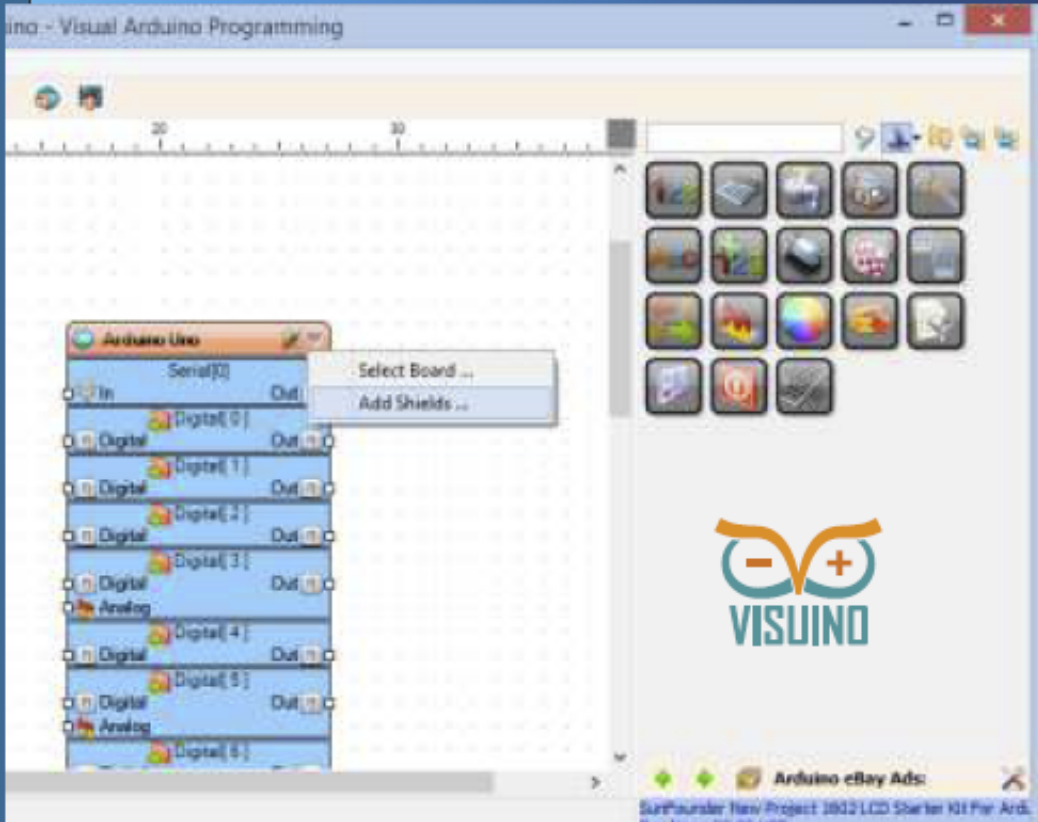 ino - Visual Arduino Programming
20
30
Arduino Uno
Serial[0]
In
Out
Select Board ...
Add Shields ...
Digital[ 0 ]
Digital
Out
Digital[ 1 ]
Digital
Out
Digital[ 2 ]
Digital
Out
Digital[ 3 ]
Digital
Out
Analog
Digital[ 4 ]
Digital
Out
Digital[ 5 ]
Digital
Out
Analog
Digital[ 6 ]
VISUINO
Arduino eBay Ads:
SunFounder New Project 1602 LCD Starter Kit For Ardu